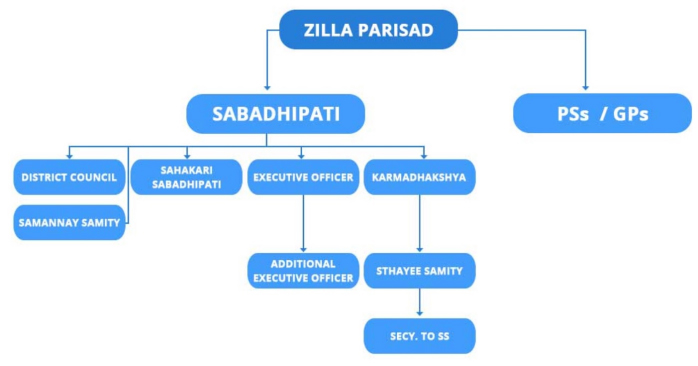 ZILLA PARISAD
SABADHIPATI
PSs / GPs
DISTRICT COUNCIL
SAHAKARI
SABADHIPATI
EXECUTIVE OFFICER
KARMADHAKSHYA
SAMANNAY SAMITY
ADDITIONAL
EXECUTIVE OFFICER
STHAYEE SAMITY
SECY. TO SS